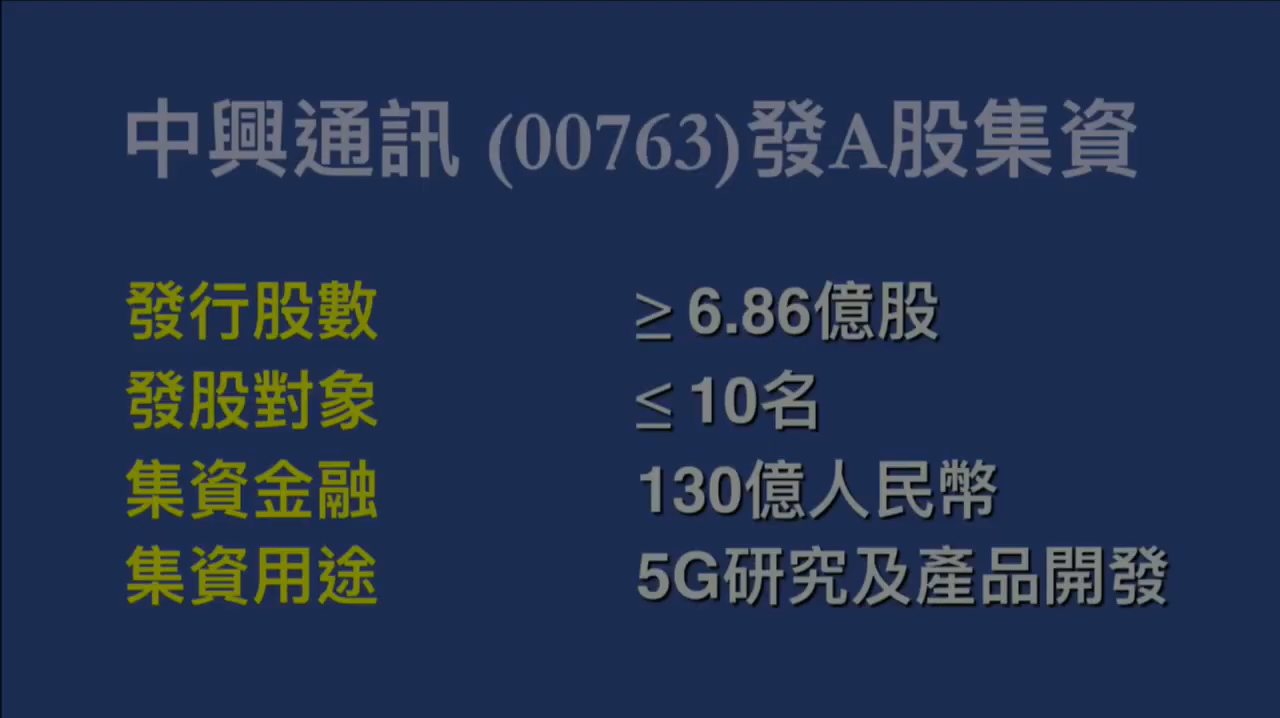 中興通訊 (00763)發A股集資
發行股數 ≥ 6.86億股
發股對象 ≤ 10名
集資金融 130億人民幣
集資用途 5G研究及產品開發